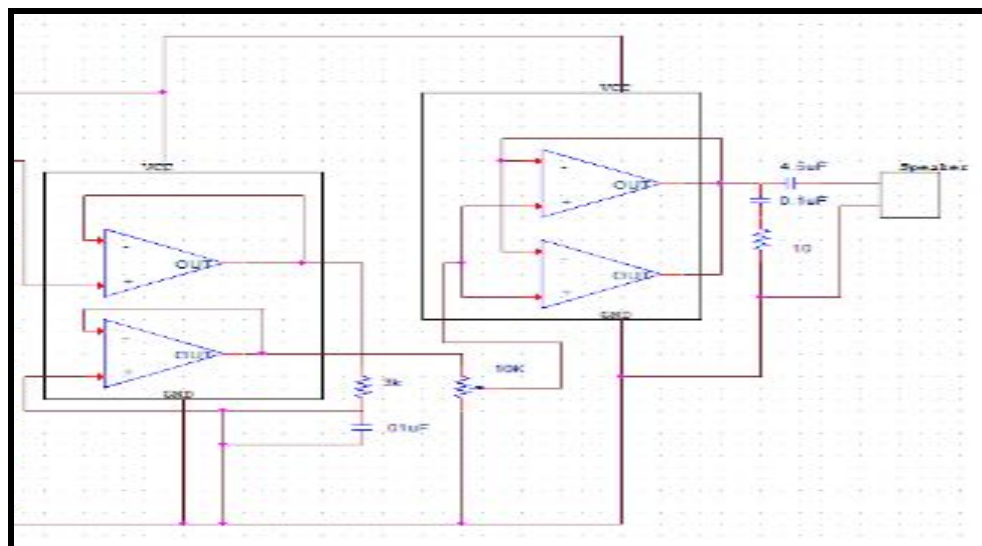 VCC
VCC
4.5uF
Speaker
OUT
0.1uF
10
OUT
OUT
GND
OUT
10K
3k
GND
.01uF